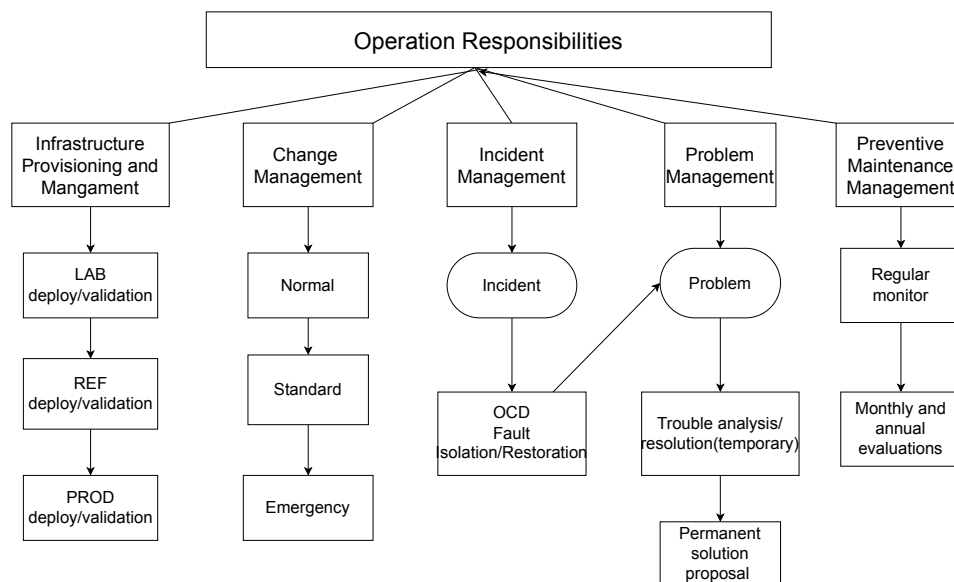 Operation Responsibilities
Infrastructure
Provisioning and
Mangament
Change
Management
Incident
Management
Problem
Management
Preventive
Maintenance
Management
LAB
deploy/validation
Normal
Incident
Problem
Regular
monitor
REF
deploy/validation
Standard
OCD
Fault
Isolation/Restoration
Trouble analysis/
resolution(temporary)
Monthly and
annual
evaluations
PROD
deploy/validation
Emergency
Permanent
solution
proposal